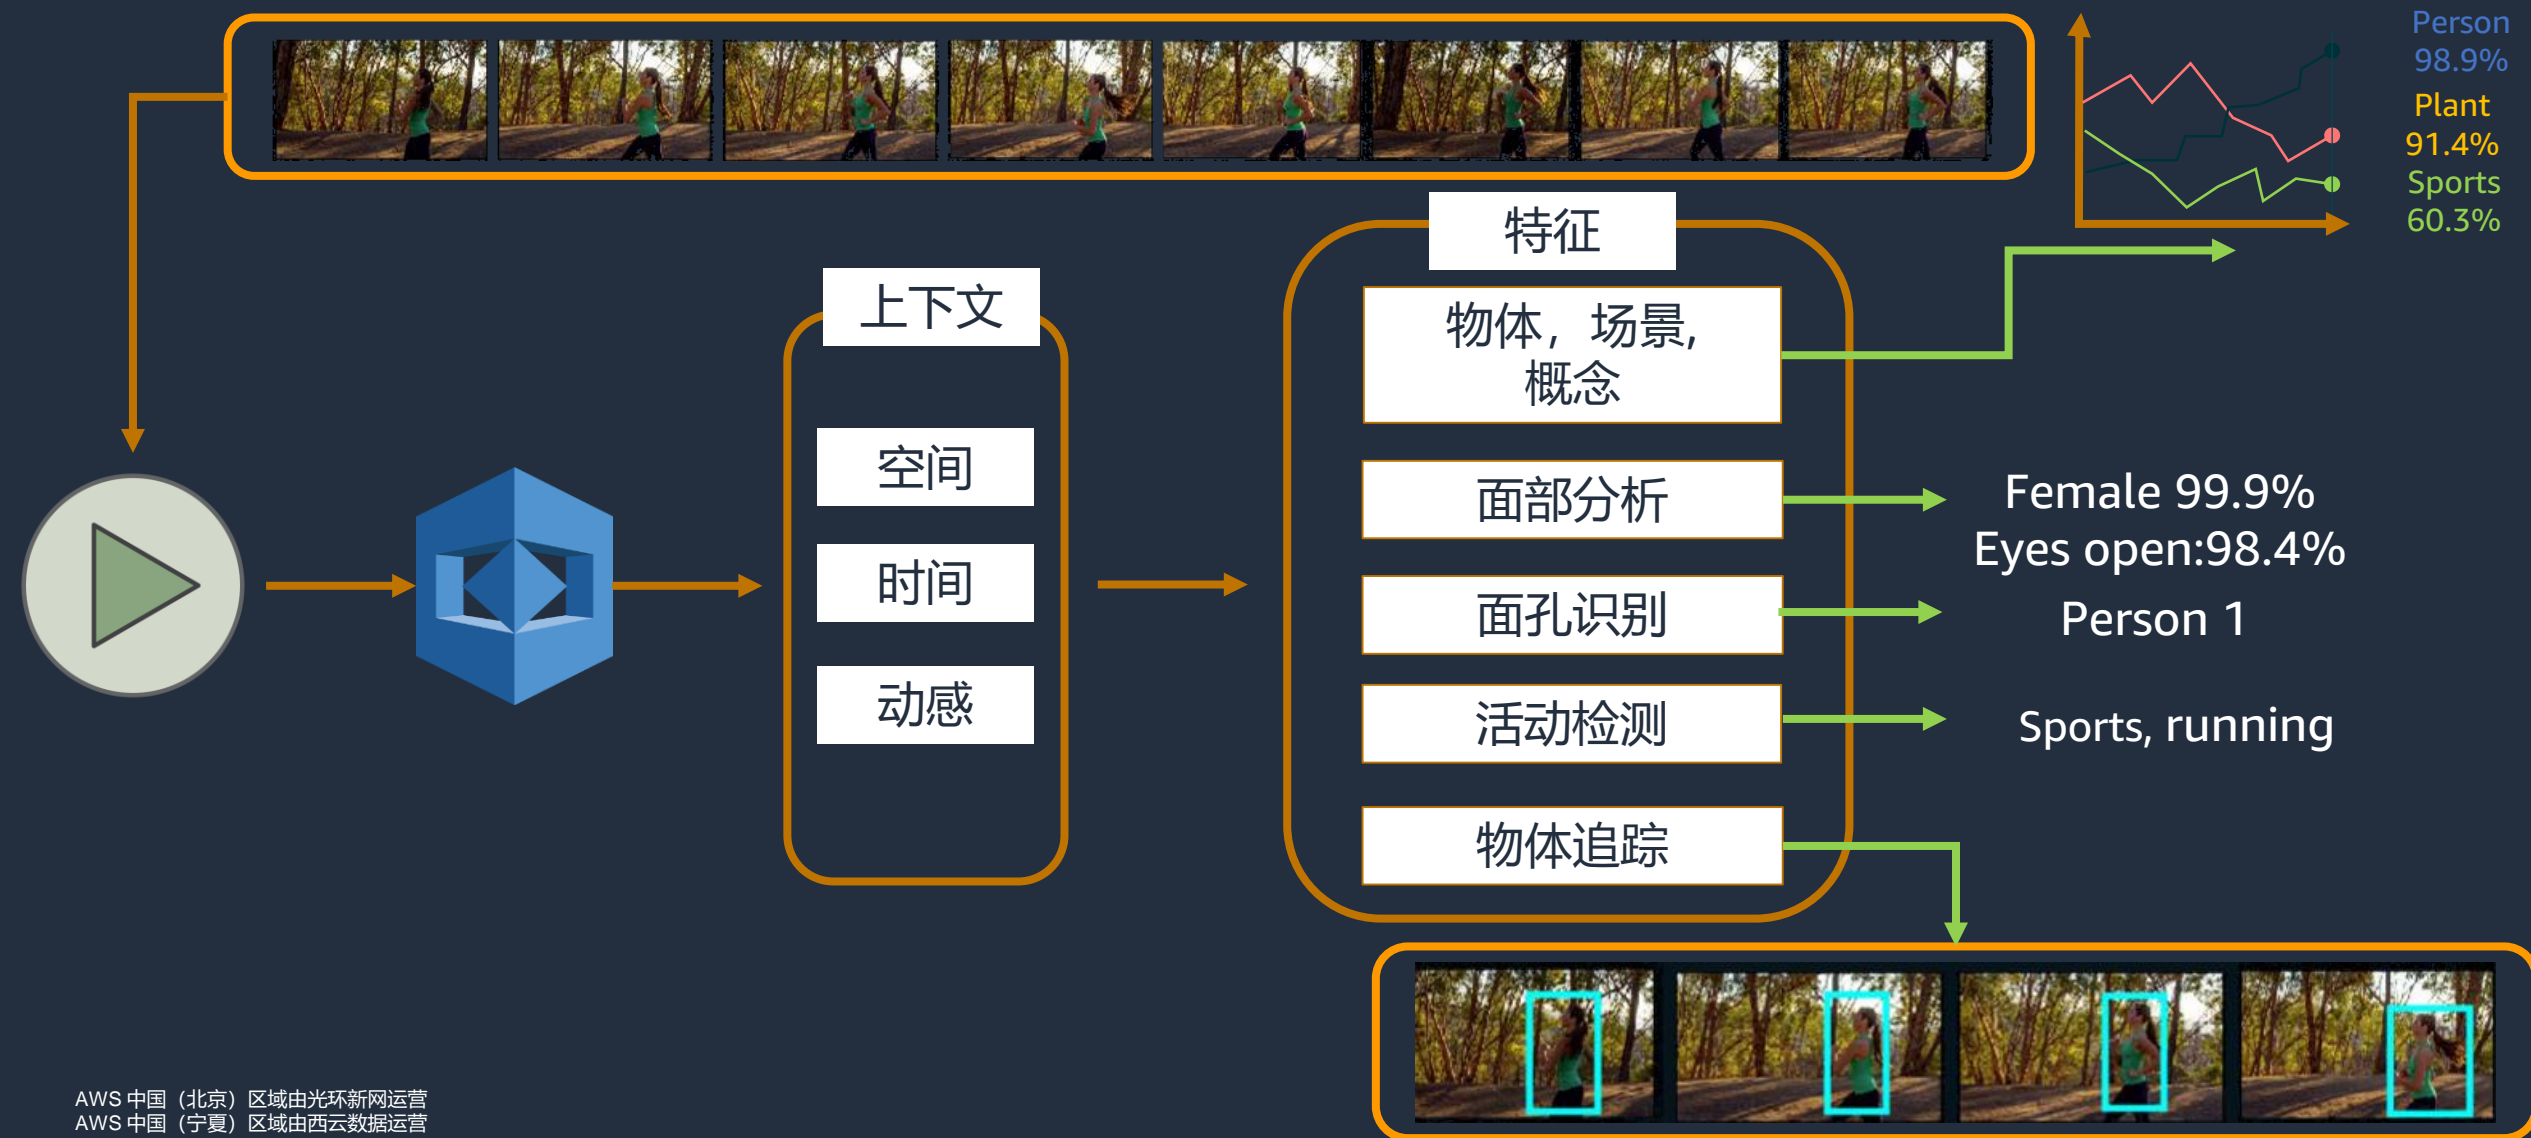 Person
98.9%
Plant
91.4%
Sports
60.3%
特征
上下文
物体，场景,
概念
空间
面部分析
Female 99.9%
Eyes open:98.4%
时间
面孔识别
Person 1
动感
活动检测
Sports, running
物体追踪
AWS 中国（北京）区域由光环新网运营
AWS 中国（宁夏）区域由西云数据运营